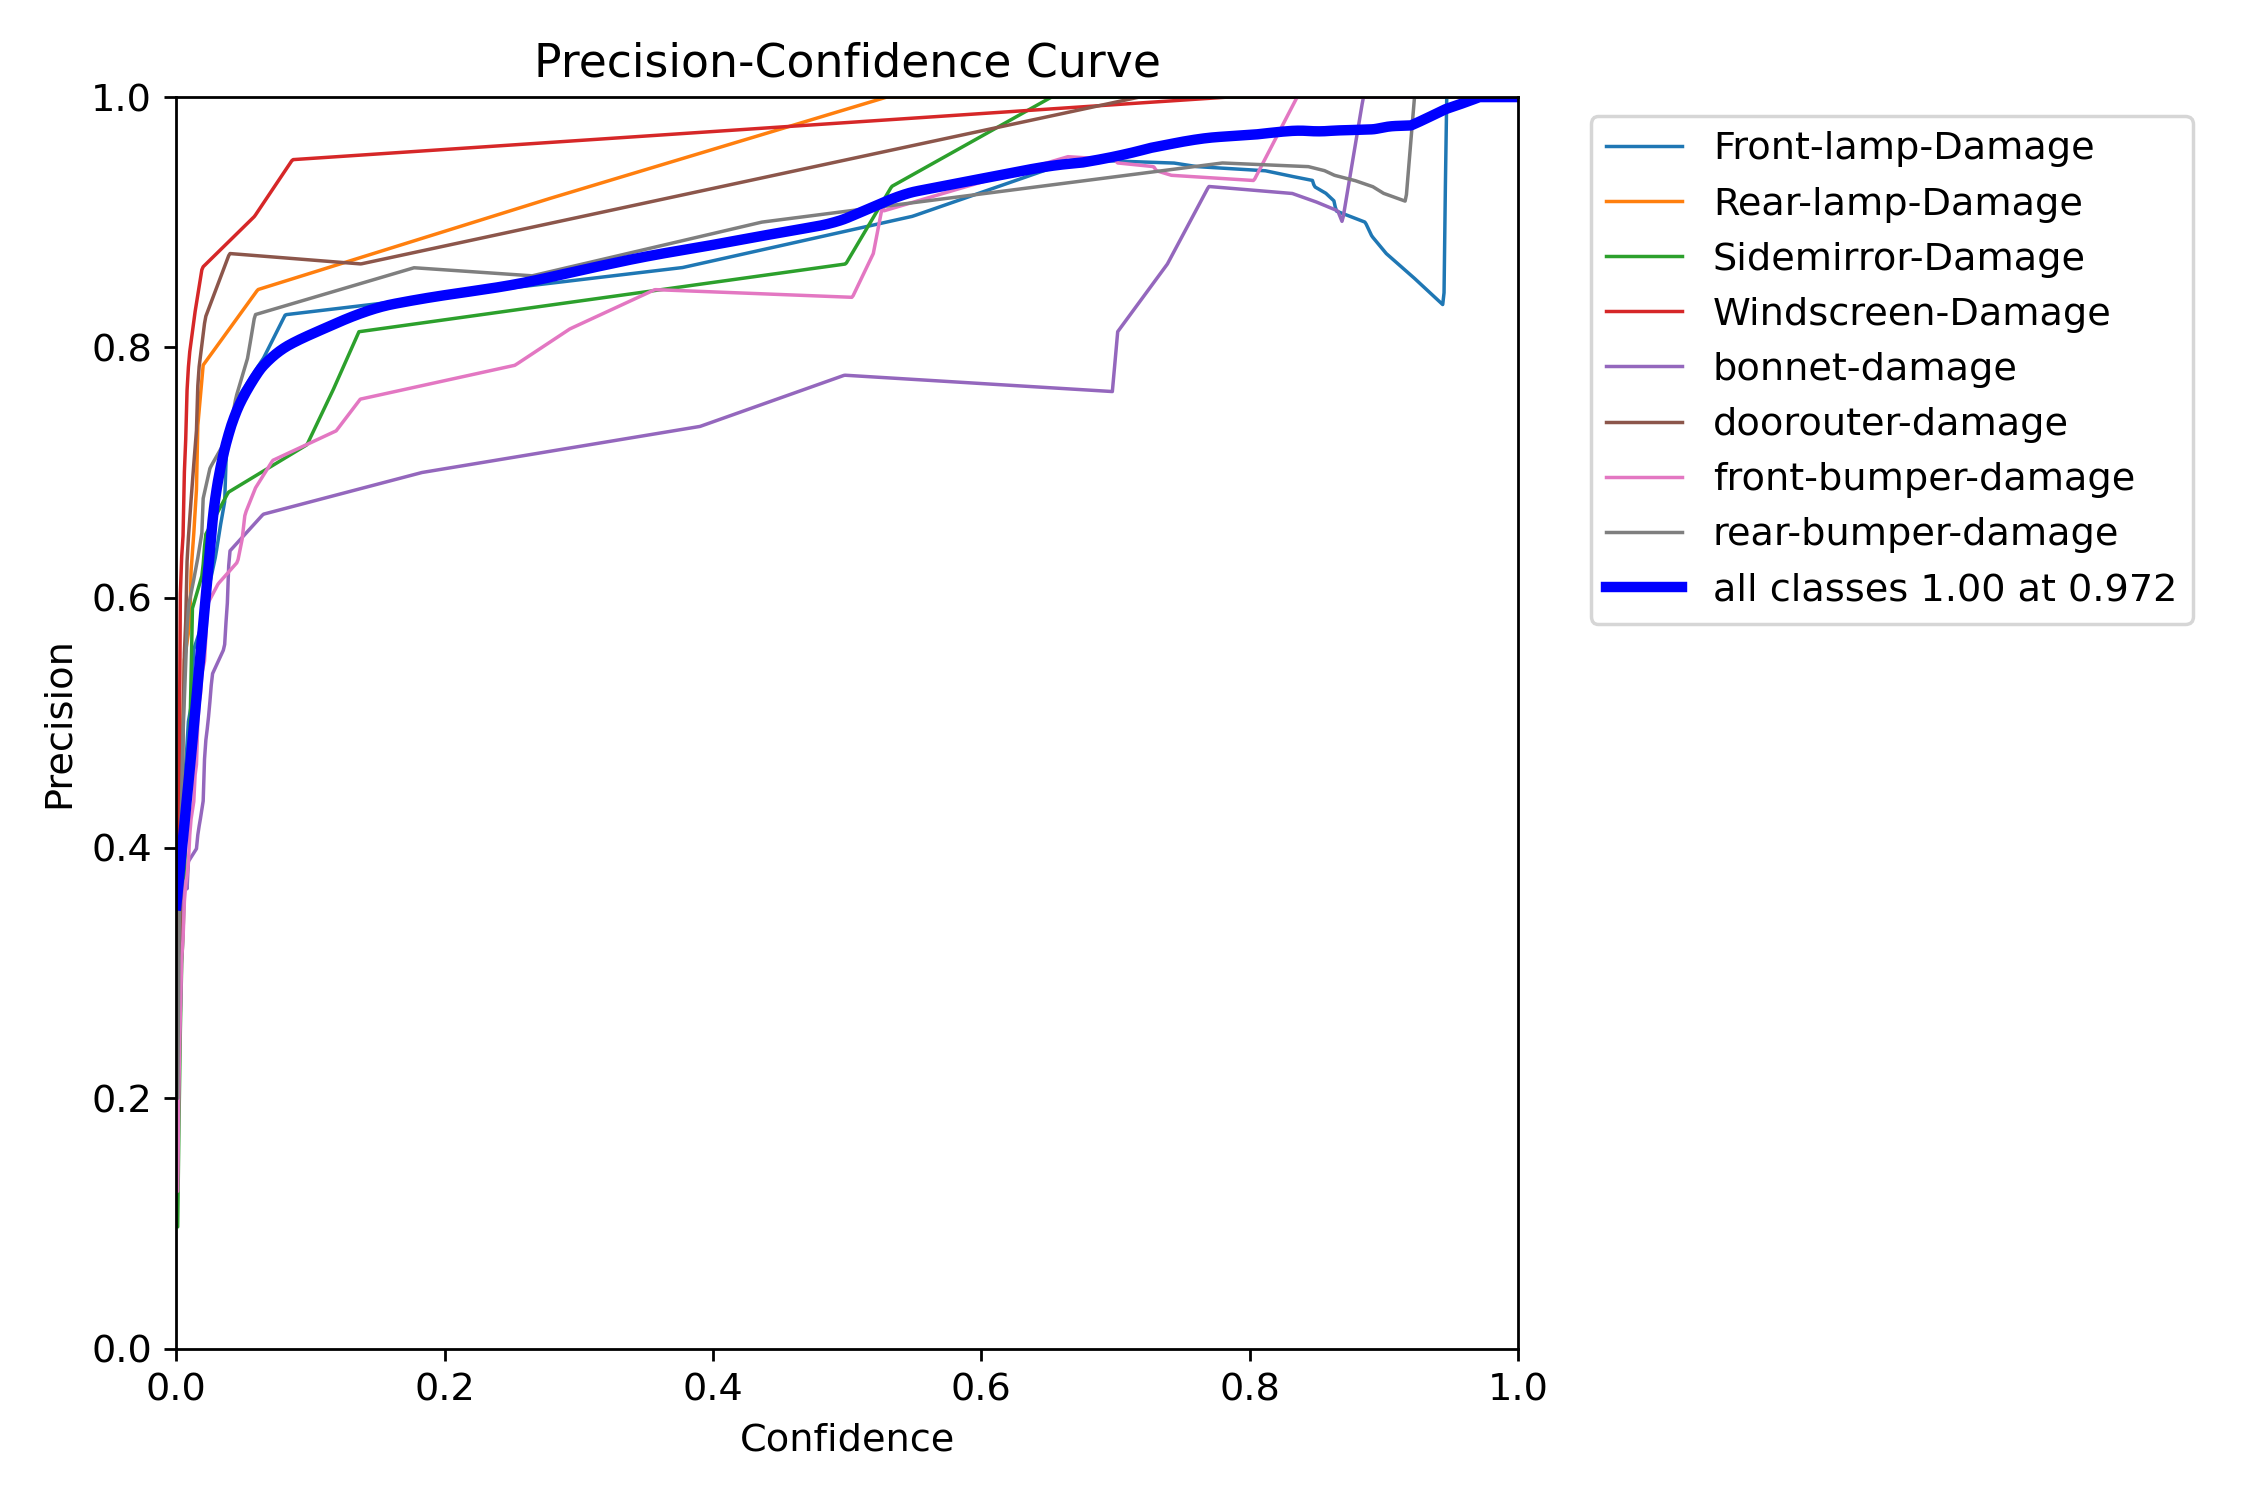 Precision-Confidence Curve
1.0
0.8
0.6
0.4
0.2
0.0
Precision
0.0 0.2 0.4 0.6 0.8 1.0
Confidence
Front-lamp-Damage
Rear-lamp-Damage
Sidemirror-Damage
Windscreen-Damage
bonnet-damage
doorouter-damage
front-bumper-damage
rear-bumper-damage
all classes 1.00 at 0.972